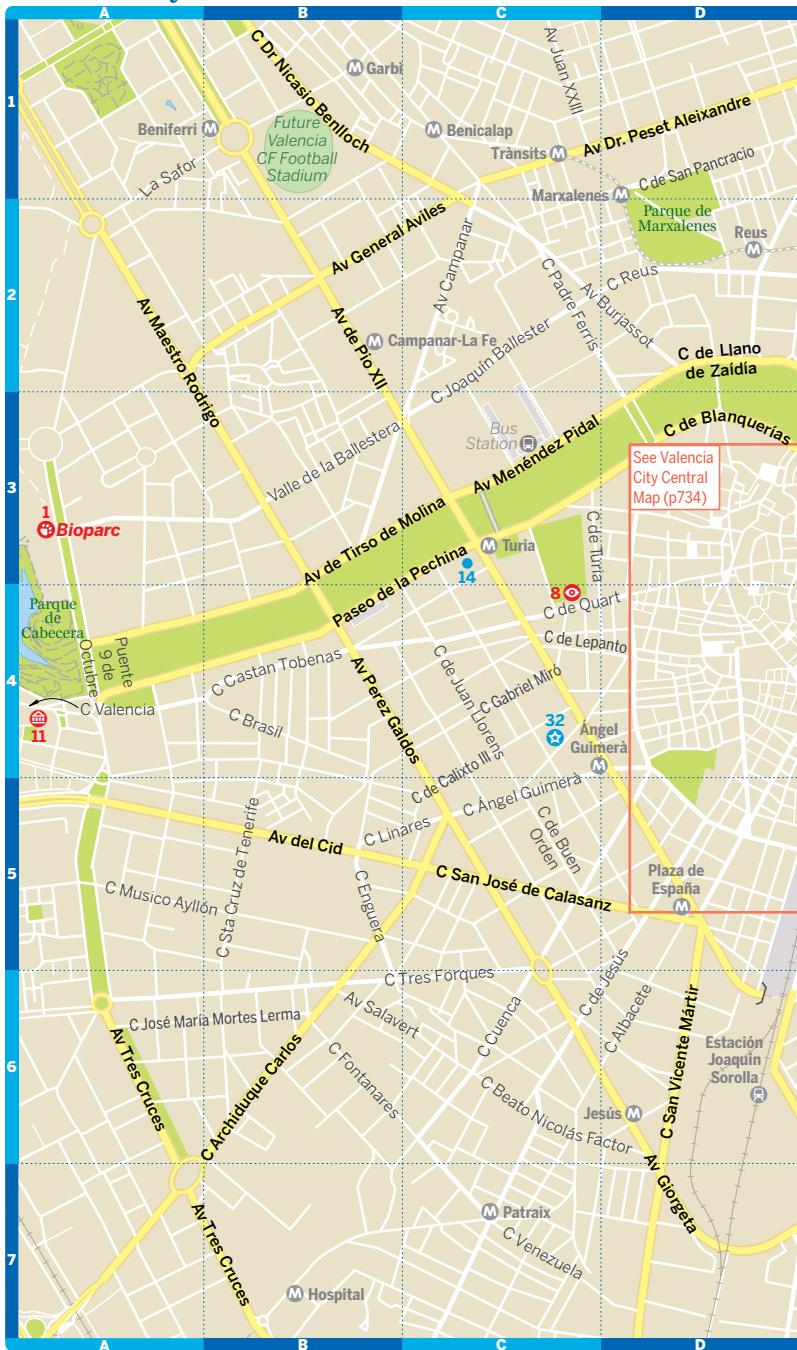 A
B
C
D
1
C Dr Nicasio Benlloch
Garbí
Av Juan XXIII
Beniferri
Future
Valencia
CF Football
Stadium
Benicalap
Trànsits
Av Dr. Peset Aleixandre
La Safor
C de San Pancracio
Marxalenes
Parque de
Marxalenes
Reus
2
Av General Aviles
Av Campanar
C Padre Ferris
C Reus
Av Burjassot
Av Maestro Rodrigo
Av de Pio XII
Campanar-La Fe
C Joaquín Ballester
C de Llano
de Zaídía
3
Valle de la Ballestera
Bus
Station
Av Menéndez Pidal
C de Blanquerías
See Valencia
City Central
Map (p734)
1
Bioparc
Av de Tirso de Molina
Paseo de la Pechina
Turia
14
C de Túria
8
C de Quart
4
Parque
de
Cabecera
Puente
9 de
Octubre
C Castan Tobenas
C de Lepanto
C Valencia
11
C Brasil
Av Perez Galdos
C de Juan Llorens
C Gabriel Miró
32
Ángel
Guimerà
C de Calixto III
C Ángel Guimerà
5
C Sta Cruz de Tenerife
Av del Cid
C Linares
C de Buen
Orden
C Musico Ayllón
C Enguera
C San José de Calasanz
Plaza de
España
6
C Tres Forques
C de Jesús
C José María Mortes Lerma
Av Salavert
C Cuenca
C Albacete
C San Vicente Mártir
Estación
Joaquín
Sorolla
Av Tres Cruces
C Archiduque Carlos
C Fontanares
C Beato Nicolás Factor
Jesús
Av Giorgeta
7
Av Tres Cruces
Patraix
C Venezuela
Hospital
A
B
C
D